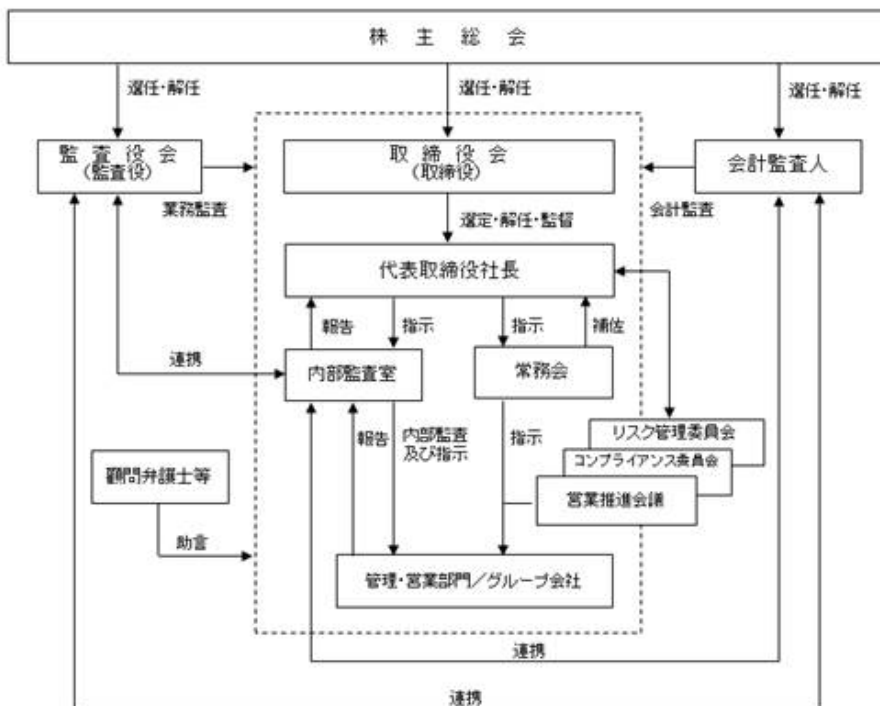 株主総会
選任・解任
選任・解任
選任・解任
監査役会
(監査役)
取締役会
(取締役)
会計監査人
業務監査
選定・解任・監督
会計監査
代表取締役社長
報告
指示
指示
補佐
連携
内部監査室
常務会
報告
内部監査
及び指示
指示
リスク管理委員会
コンプライアンス委員会
営業推進会議
顧問弁護士等
助言
管理・営業部門／グループ会社
連携
連携